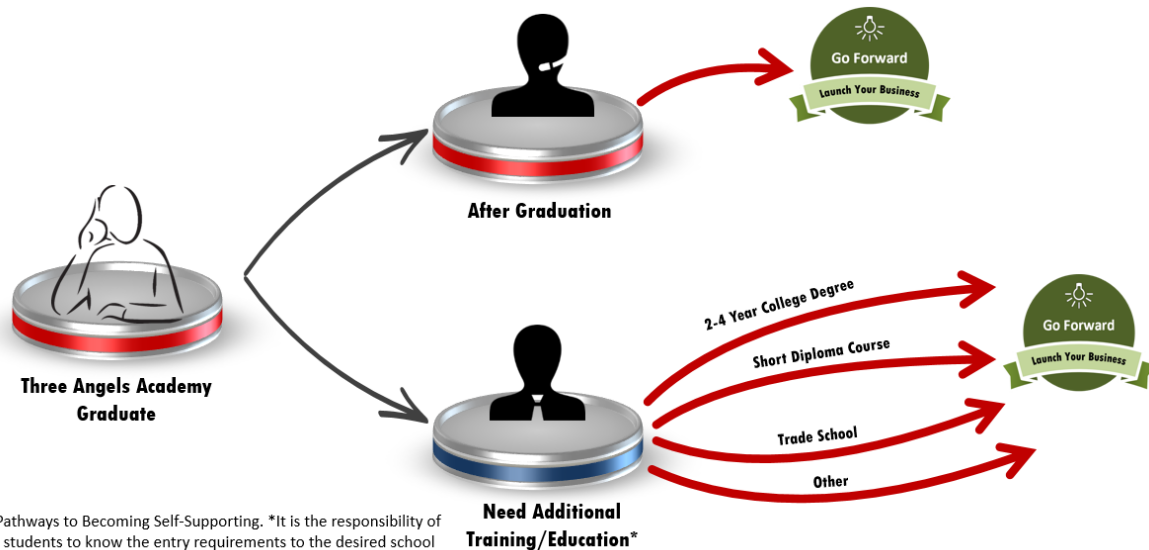 Go Forward
Launch Your Business
After Graduation
Three Angels Academy
Graduate
2-4 Year College Degree
Short Diploma Course
Trade School
Other
Go Forward
Launch Your Business
Need Additional
Training/Education*
Pathways to Becoming Self-Supporting. *It is the responsibility of
students to know the entry requirements to the desired school